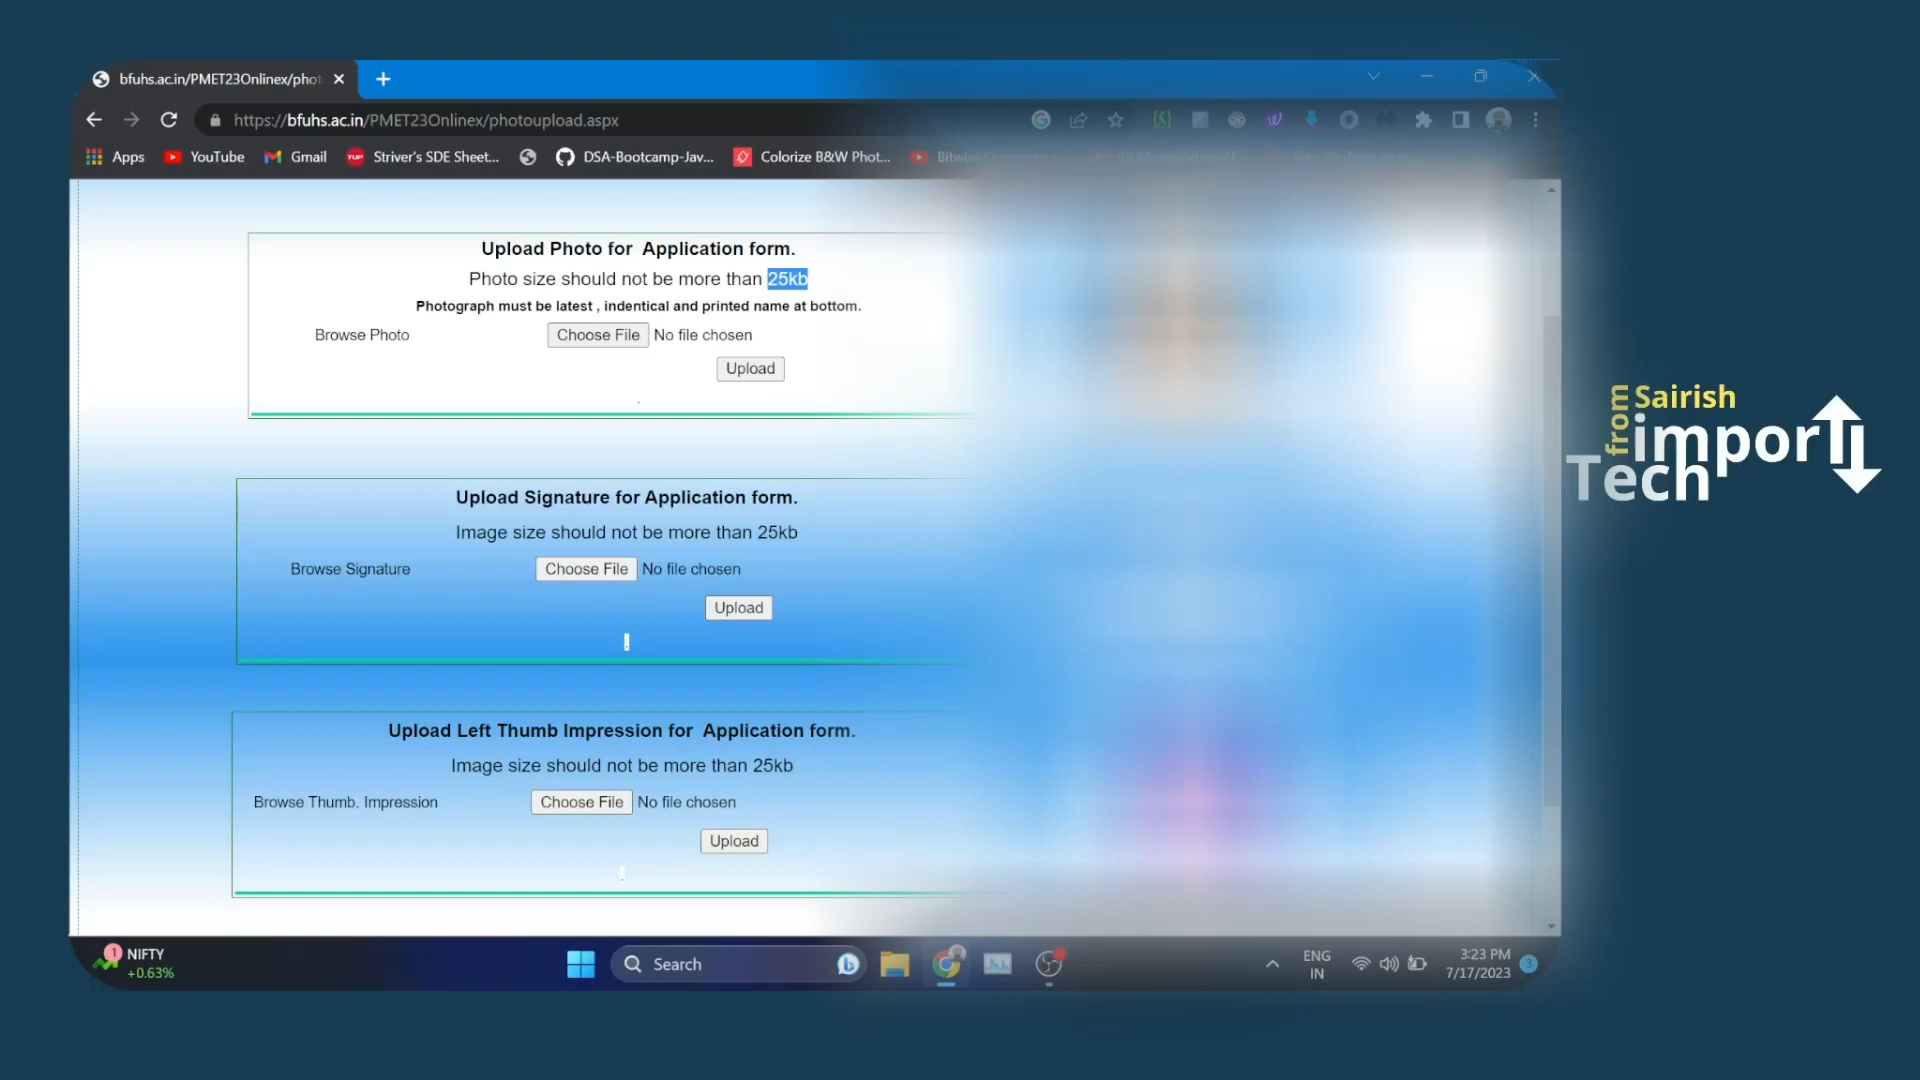 bfuhs.ac.in/PMET23Onlinex/phot
https://bfuhs.ac.in/PMET23Onlinex/photoupload.aspx
Apps YouTube Gmail Striver's SDE Sheet... DSA-Bootcamp-Jav... Colorize B&W Phot...
Upload Photo for Application form.
Photo size should not be more than 25kb
Photograph must be latest , indentical and printed name at bottom.
Browse Photo Choose File No file chosen
Upload
.
Upload Signature for Application form.
Image size should not be more than 25kb
Browse Signature Choose File No file chosen
Upload
.
Upload Left Thumb Impression for Application form.
Image size should not be more than 25kb
Browse Thumb. Impression Choose File No file chosen
Upload
.
from Sairish
import
Tech
1 NIFTY
+0.63%
Search
ENG
IN
3:23 PM
7/17/2023
3